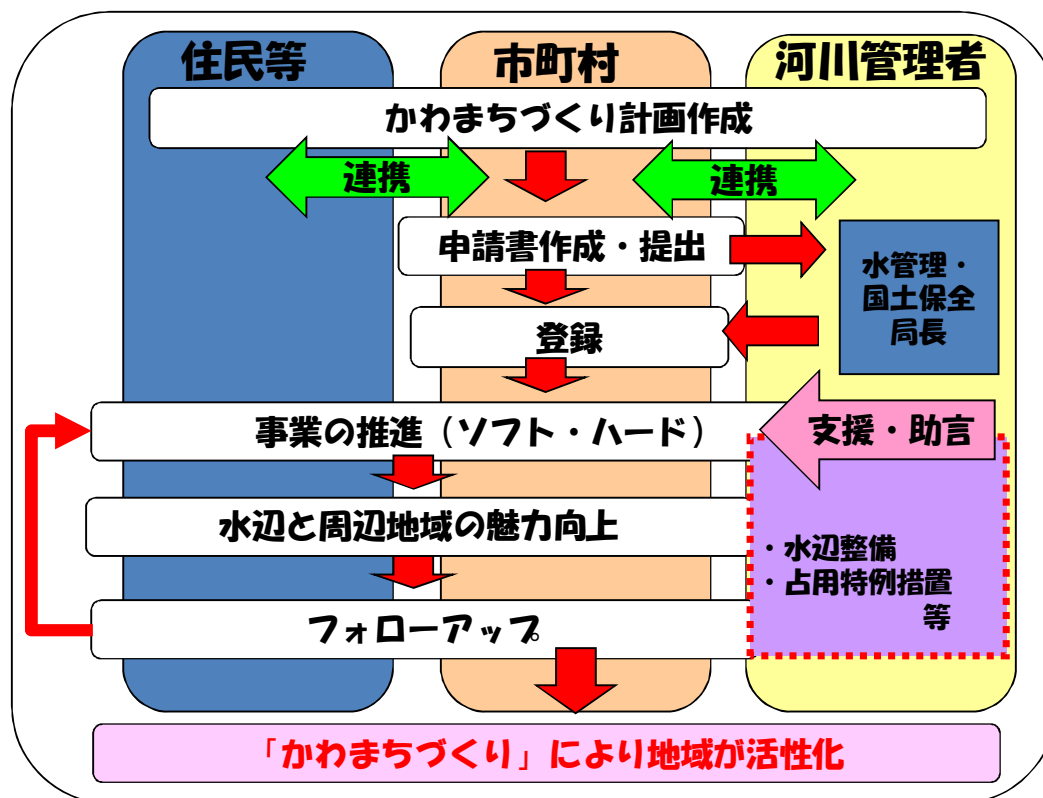 住民等
市町村
河川管理者
かわまちづくり計画作成
連携
連携
申請書作成・提出
水管理・
国土保全
局長
登録
事業の推進（ソフト・ハード）
支援・助言
水辺と周辺地域の魅力向上
・水辺整備
・占用特例措置
等
フォローアップ
「かわまちづくり」により地域が活性化